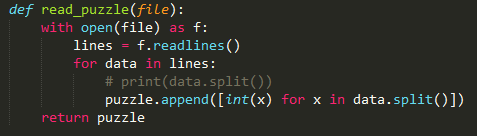 def read_puzzle(file):
    with open(file) as f:
        lines = f.readlines()
        for data in lines:
            # print(data.split())
            puzzle.append([int(x) for x in data.split()])
    return puzzle